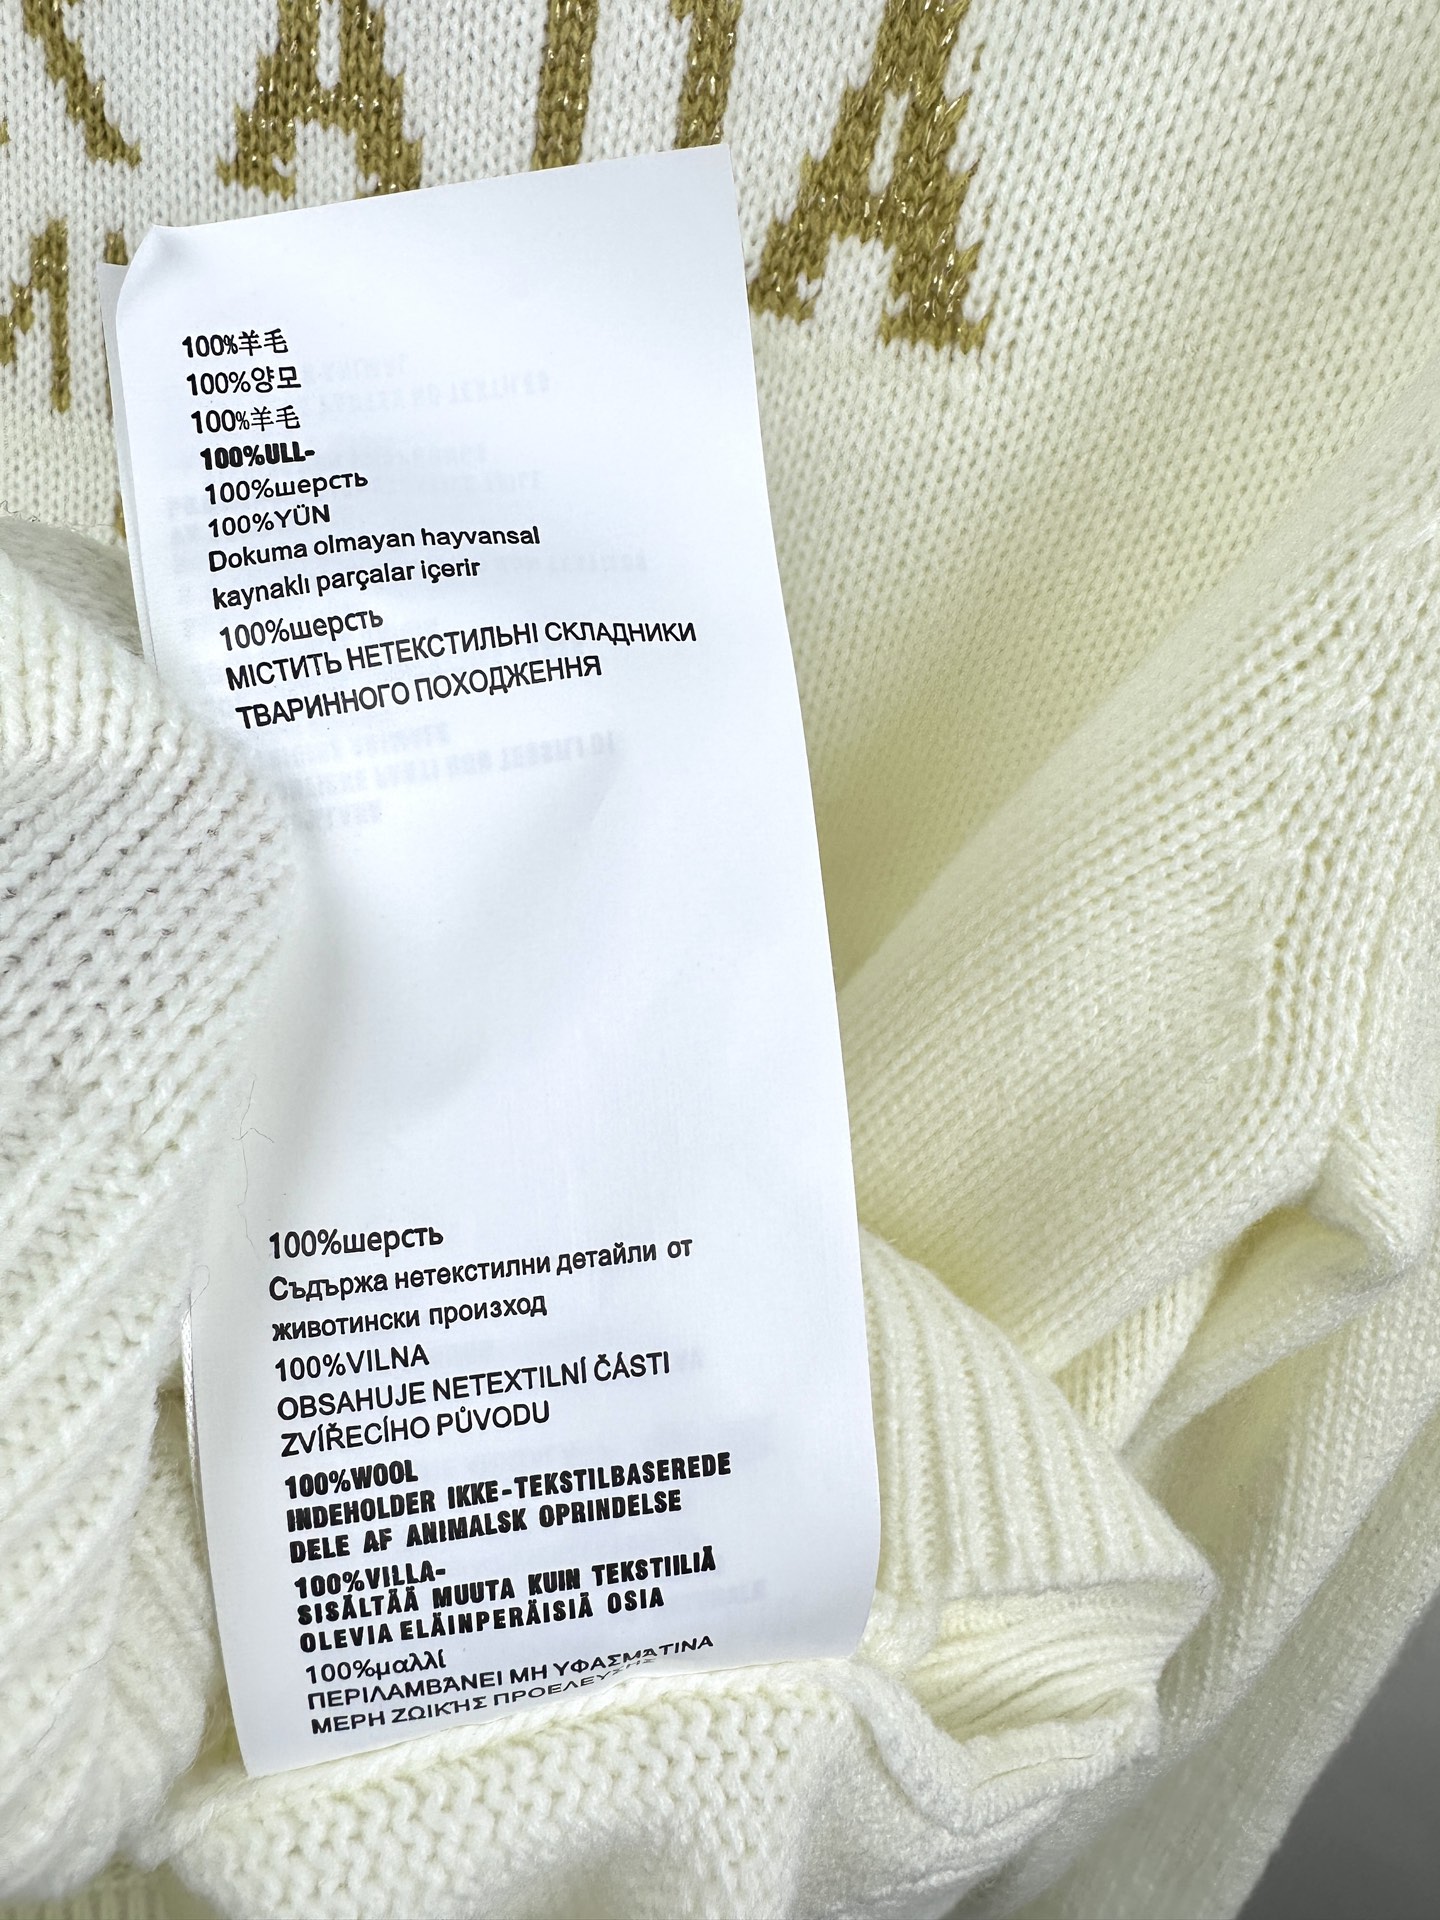 100%羊毛
100%양모
100%羊毛
100%ULL-
100%шерсть
100%YÜN
Dokuma olmayan hayvansal
kaynaklı parçalar içerir
100%шерсть
МІСТИТЬ НЕТЕКСТИЛЬНІ СКЛАДНИКИ
ТВАРИННОГО ПОХОДЖЕННЯ
100%шерсть
Съдържа нетекстилни детайли от
животински произход
100%VILNA
OBSAHUJE NETEXTILNÍ ČÁSTI
ZVÍŘECÍHO PŮVODU
100%WOOL
INDEHOLDER IKKE-TEKSTILBASEREDE
DELE AF ANIMALSK OPRINDELSE
100%VILLA-
SISÄLTÄÄ MUUTA KUIN TEKSTIILIÄ
OLEVIA ELÄINPERÄISIÄ OSIA
100%μαλλί
ΠΕΡΙΛΑΜΒΆΝΕΙ ΜΗ ΥΦΑΣΜΆΤΙΝΑ
ΜΕΡΗ ΖΩΙΚΉΣ ΠΡΟΕΛΕΥΣΗΣ